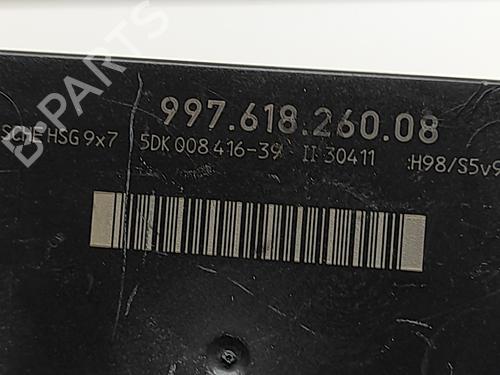 997.618.260.08
SCHE HSG 9x7 5DK 008 416-39 II 30411 :H98/S5v9
B-PARTS